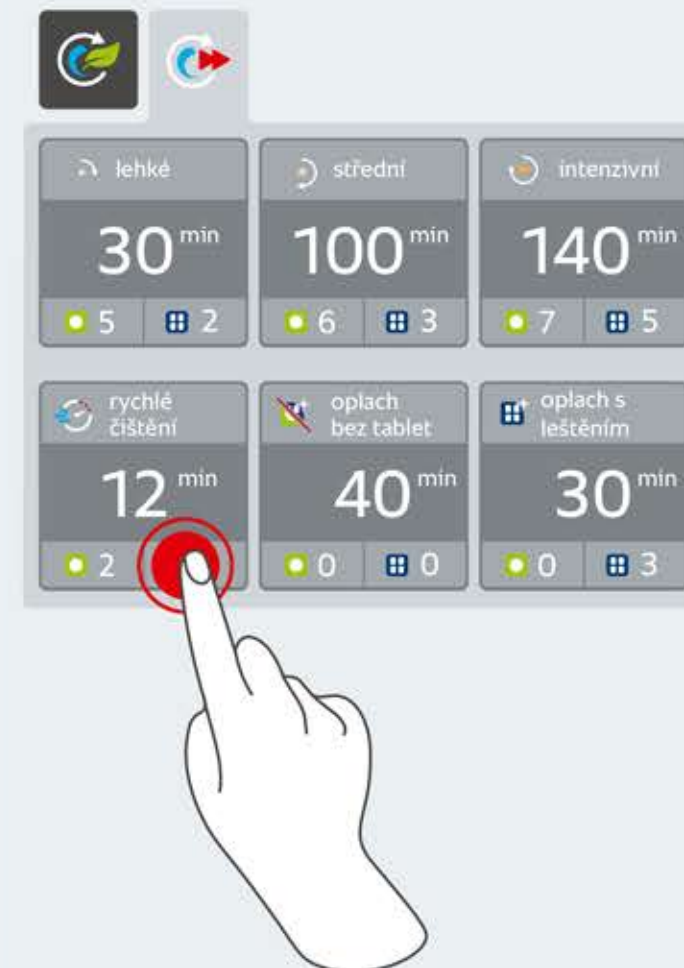 lehké
30 min
5 2
střední
100 min
6 3
intenzivní
140 min
7 5
rychlé
čištění
12 min
2
oplach
bez tablet
40 min
0 0
oplach s
leštěním
30 min
0 3